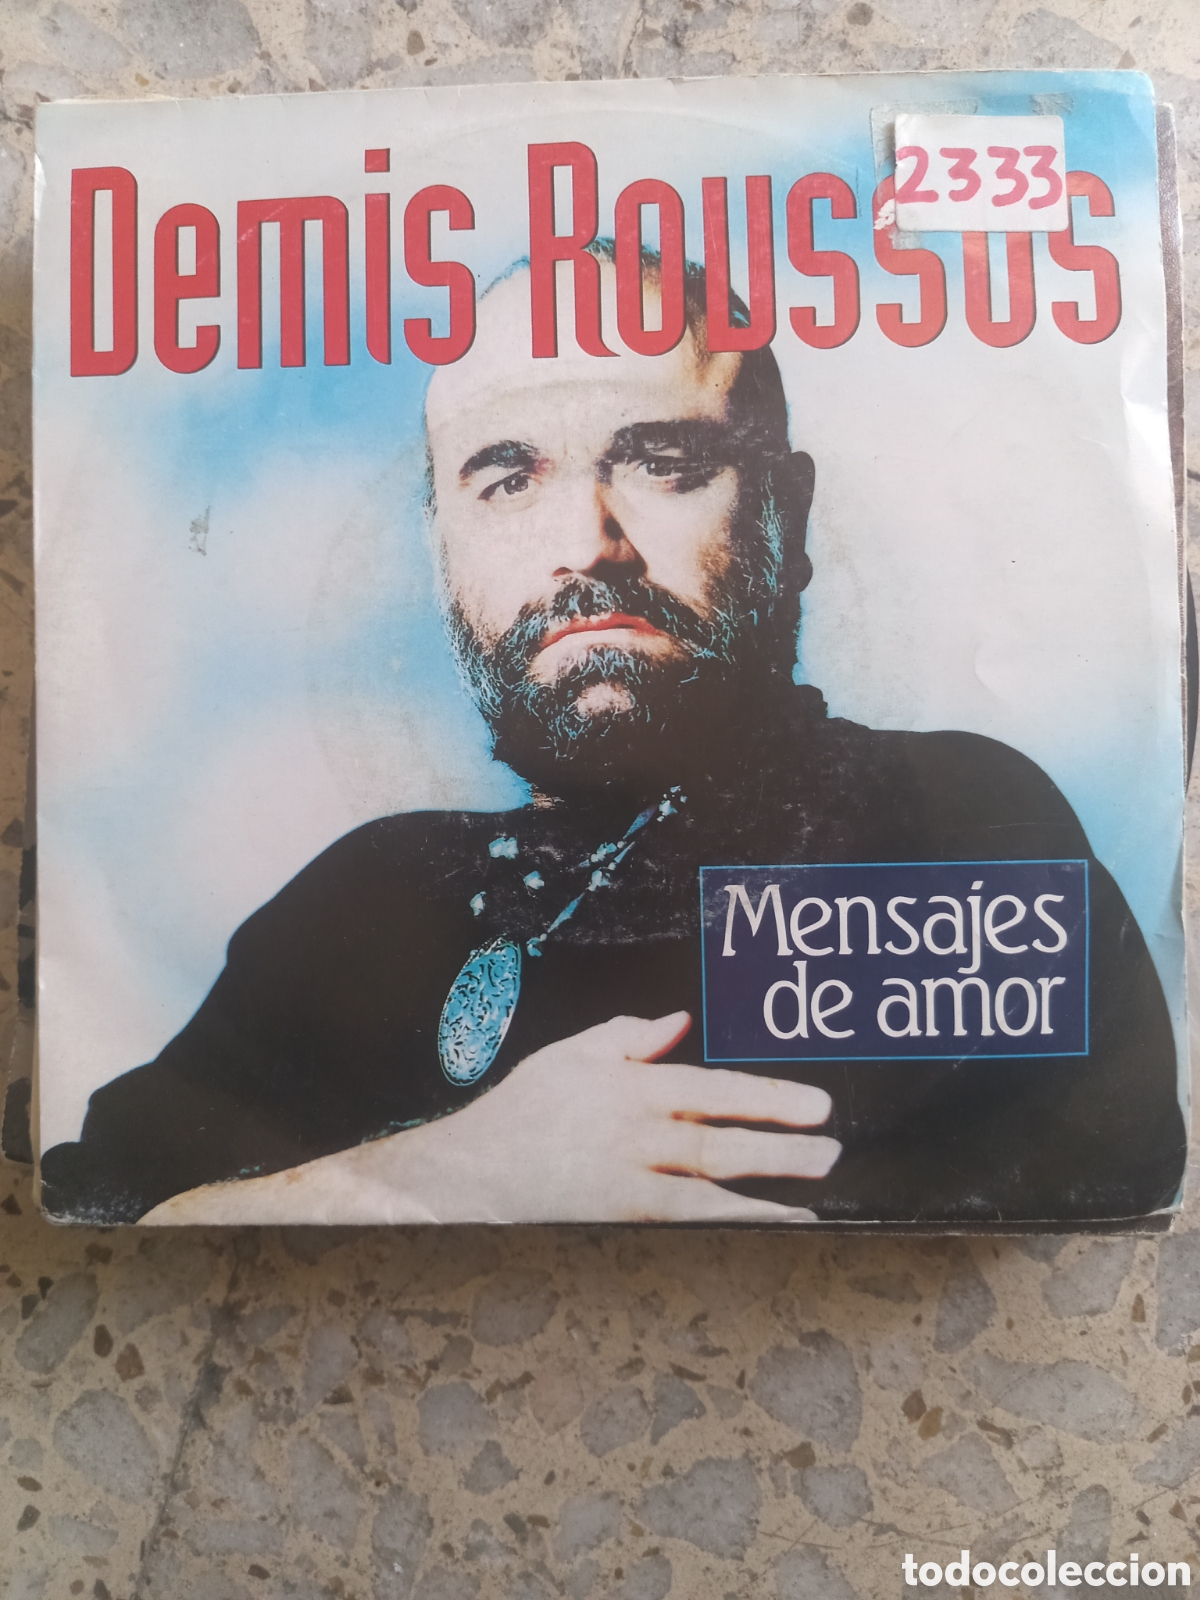 Demis Roussos
2333
Mensajes
de amor
todocoleccion